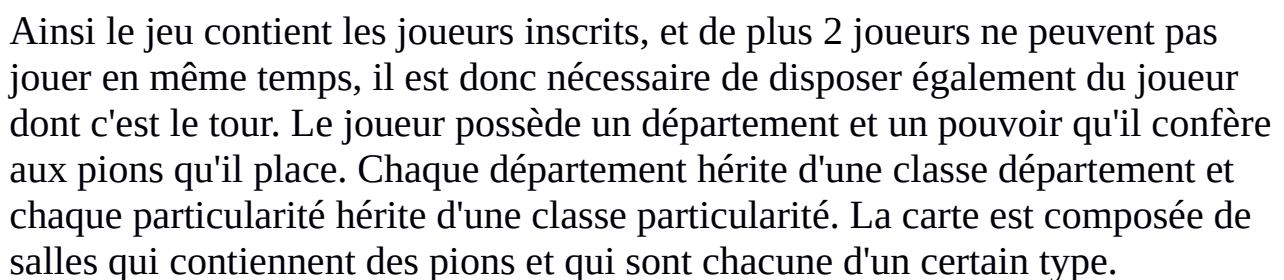 Ainsi le jeu contient les joueurs inscrits, et de plus 2 joueurs ne peuvent pas
jouer en même temps, il est donc nécessaire de disposer également du joueur
dont c'est le tour. Le joueur possède un département et un pouvoir qu'il confère
aux pions qu'il place. Chaque département hérite d'une classe département et
chaque particularité hérite d'une classe particularité. La carte est composée de
salles qui contiennent des pions et qui sont chacune d'un certain type.